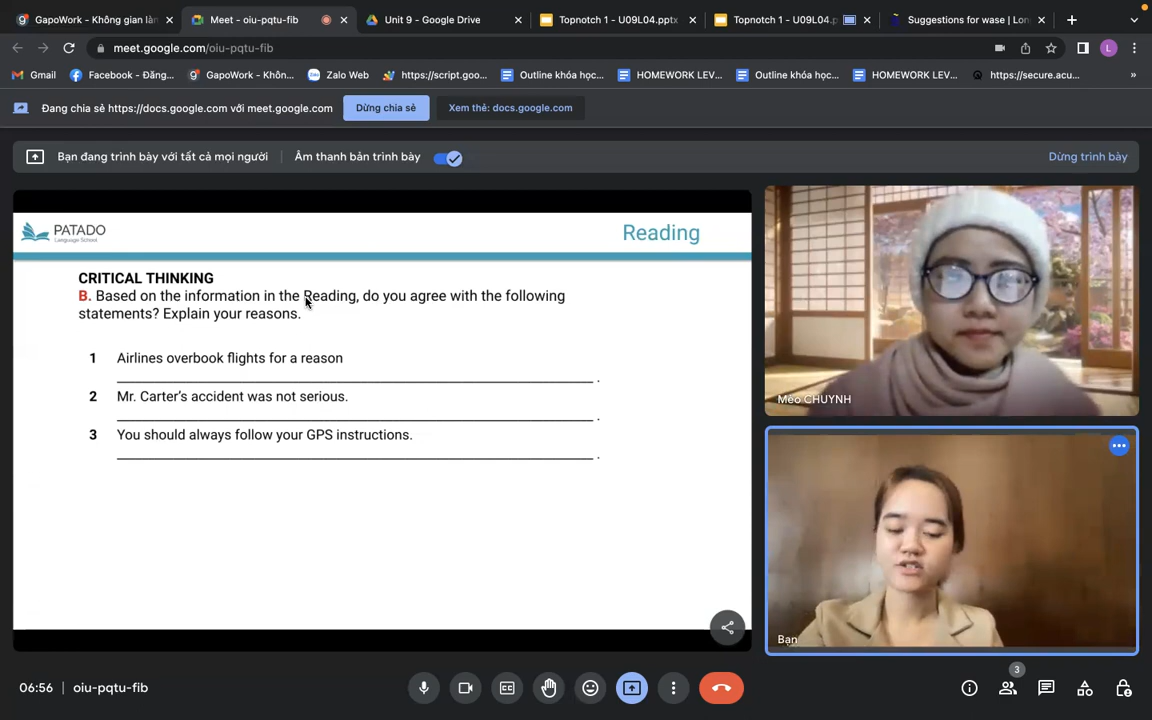 GapoWork - Không gian làn
Meet - oiu-pqtu-fib
Unit 9 - Google Drive
Topnotch 1 - U09L04.pptx
Topnotch 1 - U09L04.p
Suggestions for wase | Lon
meet.google.com/oiu-pqtu-fib
L
Gmail
Facebook - Đăng...
GapoWork - Khôn...
Zalo Web
https://script.goo...
Outline khóa học...
HOMEWORK LEV...
Outline khóa học...
HOMEWORK LEV...
https://secure.acu...
Đang chia sẻ https://docs.google.com với meet.google.com
Dừng chia sẻ
Xem thẻ: docs.google.com
Bạn đang trình bày với tất cả mọi người
Âm thanh bản trình bày
Dừng trình bày
PATADO
Language School
Reading
CRITICAL THINKING
B. Based on the information in the Reading, do you agree with the following
statements? Explain your reasons.
1 Airlines overbook flights for a reason
2 Mr. Carter's accident was not serious.
3 You should always follow your GPS instructions.
Mèo CHUYNH
Bạn
06:56 | oiu-pqtu-fib
3